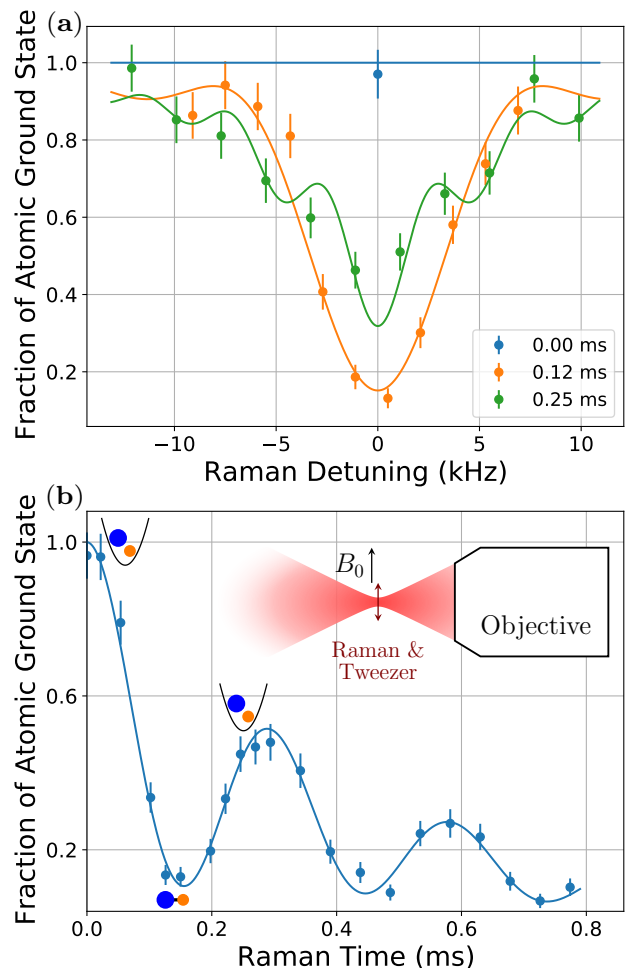 (a)
Fraction of Atomic Ground State
1.0
0.8
0.6
0.4
0.2
0.00 ms
0.12 ms
0.25 ms
−10
−5
0
5
10
Raman Detuning (kHz)
(b)
Fraction of Atomic Ground State
1.0
0.6
0.2
B₀
Objective
Raman &
Tweezer
0.0
0.2
0.4
0.6
0.8
Raman Time (ms)